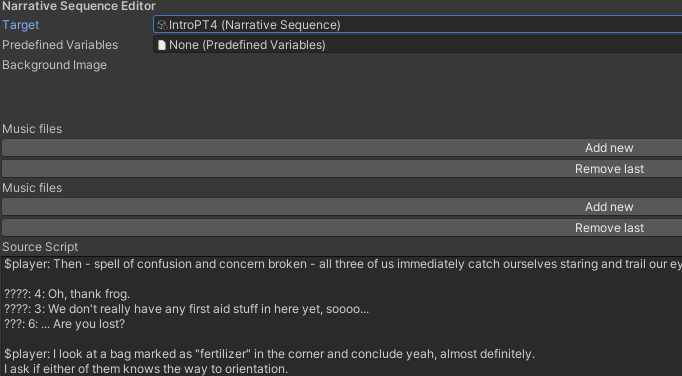 Narrative Sequence Editor
Target IntroPT4 (Narrative Sequence)
Predefined Variables None (Predefined Variables)
Background Image
Music files
Add new
Remove last
Music files
Add new
Remove last
Source Script
$player: Then - spell of confusion and concern broken - all three of us immediately catch ourselves staring and trail our ey
????: 4: Oh, thank frog.
????: 3: We don't really have any first aid stuff in here yet, soooo...
???: 6: ... Are you lost?
$player: I look at a bag marked as "fertilizer" in the corner and conclude yeah, almost definitely.
I ask if either of them knows the way to orientation.